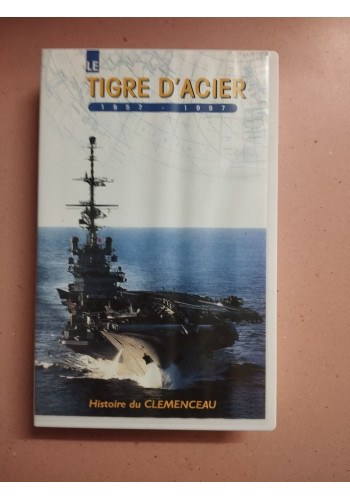 LE
TIGRE D'ACIER
1957 - 1997
Histoire du CLEMENCEAU